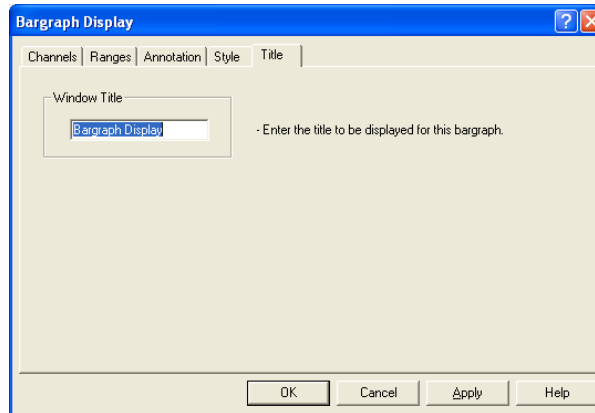 Bargraph Display
Channels Ranges Annotation Style Title
Window Title
Bargraph Display - Enter the title to be displayed for this bargraph.
OK Cancel Apply Help